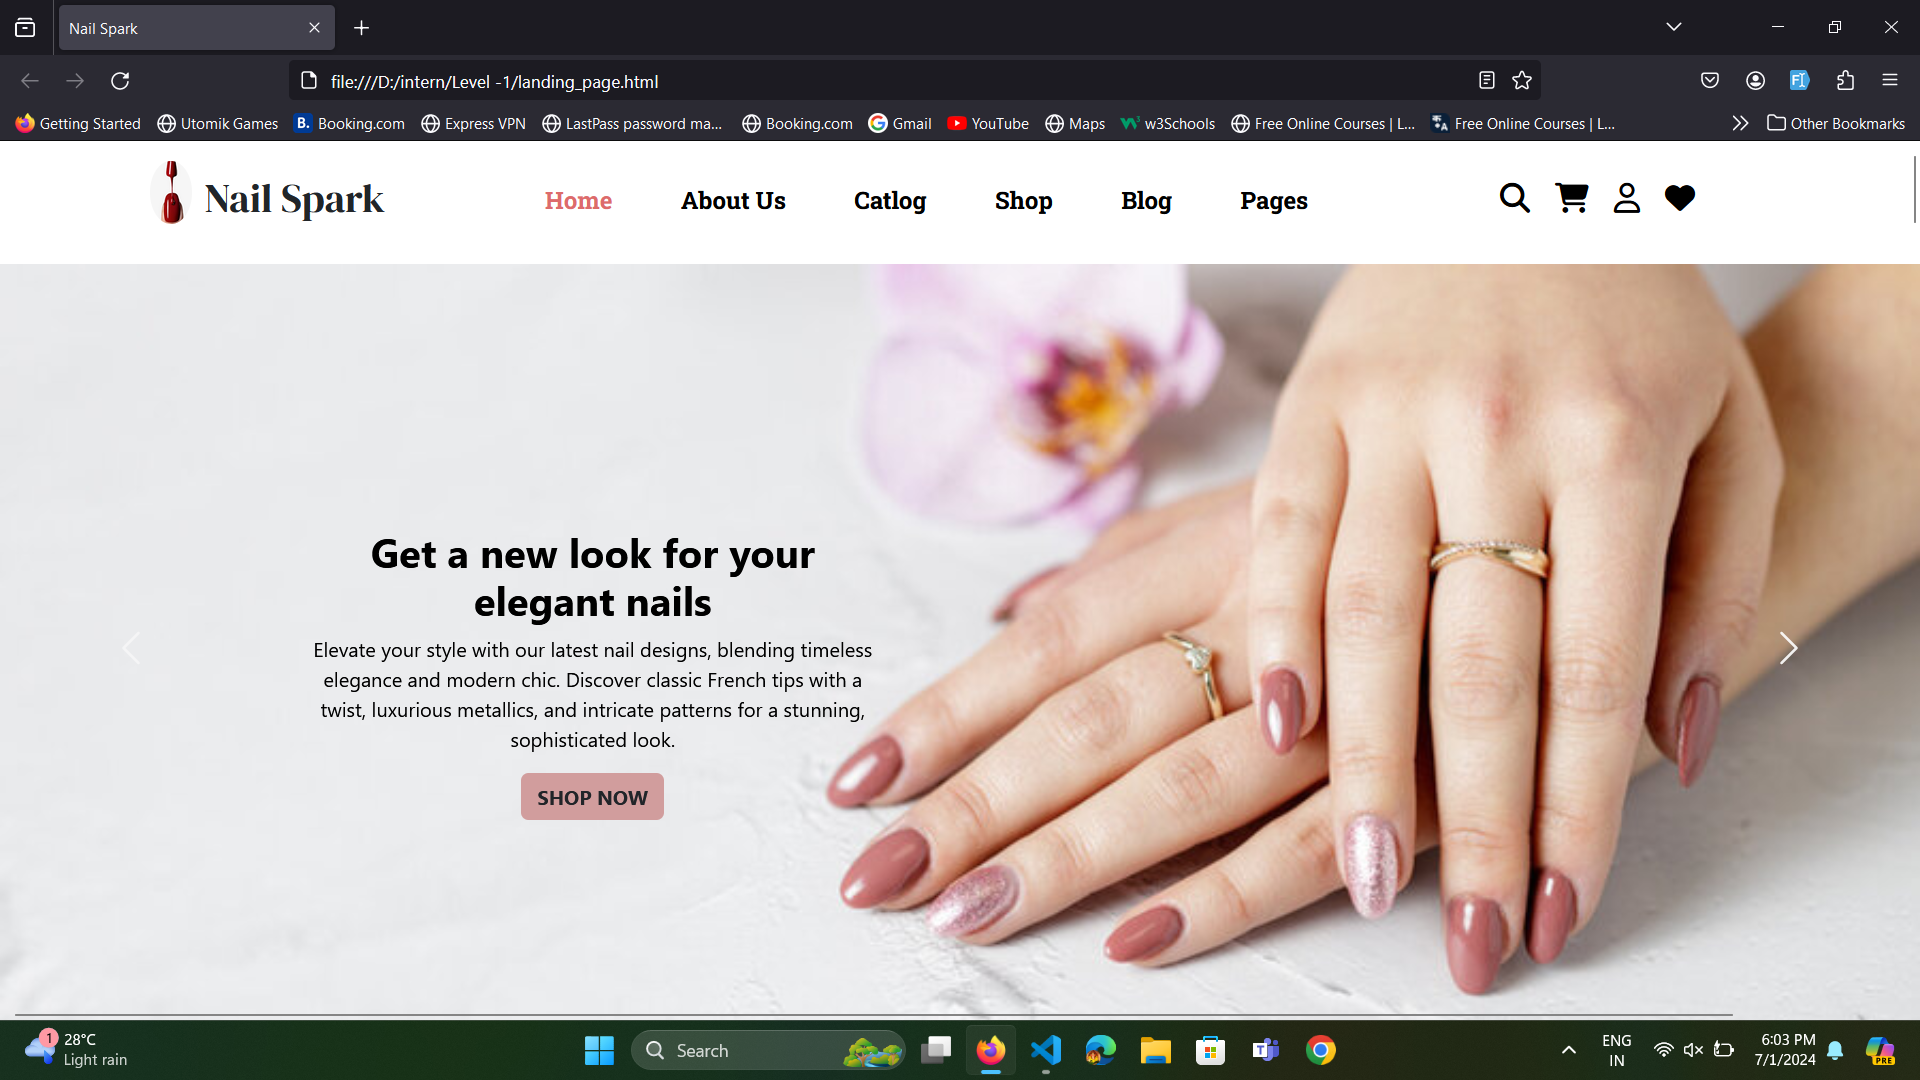 Nail Spark
file:///D:/intern/Level -1/landing_page.html
Getting Started
Utomik Games
B. Booking.com
Express VPN
LastPass password ma...
Booking.com
G Gmail
YouTube
Maps
w3Schools
Free Online Courses | L...
Free Online Courses | L...
Other Bookmarks
Nail Spark
Home
About Us
Catlog
Shop
Blog
Pages
Get a new look for your
elegant nails
Elevate your style with our latest nail designs, blending timeless
elegance and modern chic. Discover classic French tips with a
twist, luxurious metallics, and intricate patterns for a stunning,
sophisticated look.
SHOP NOW
1
28°C
Light rain
Search
ENG
IN
6:03 PM
7/1/2024
PRE